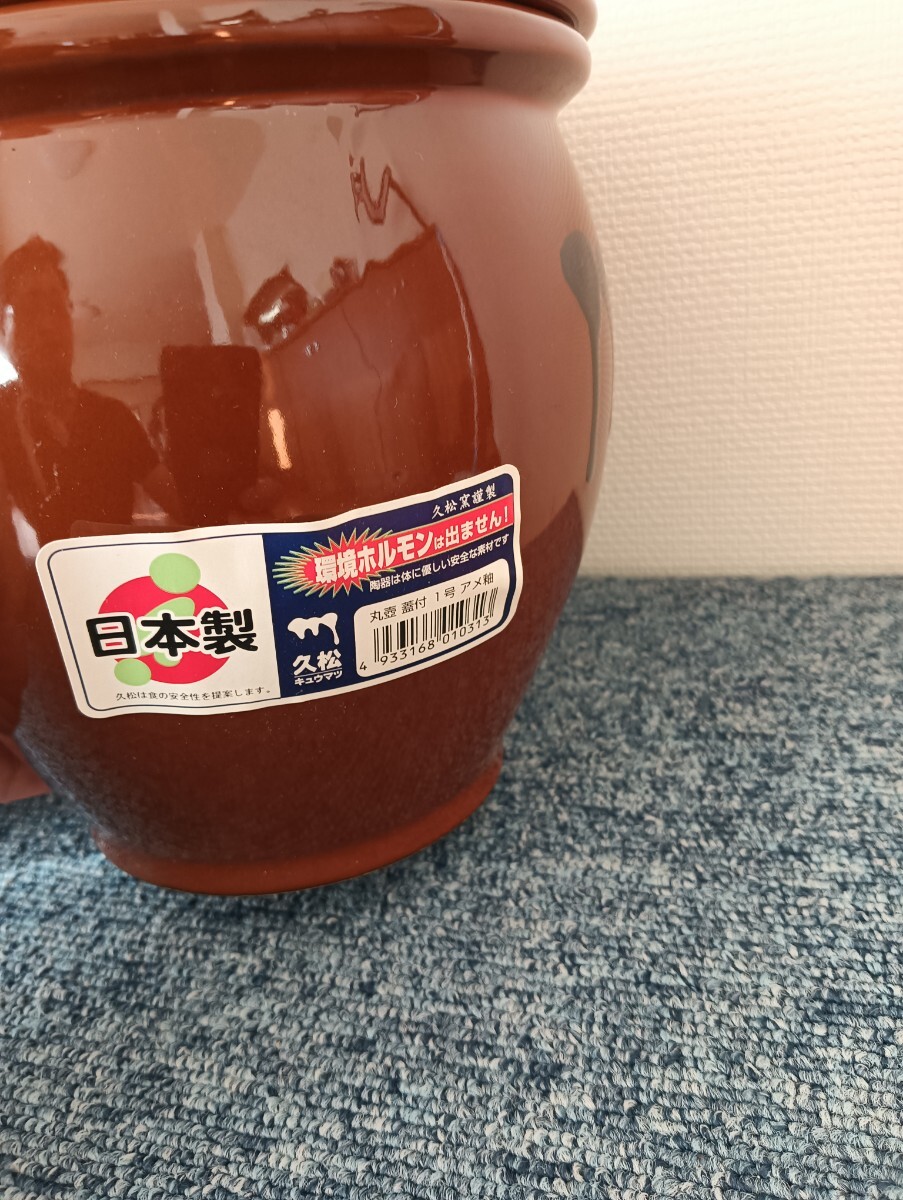 日本製
久松は食の安全性を提案します。
久松窯謹製
環境ホルモンは出ません!
陶器は体に優しい安全な素材です
久松
キュウマツ
丸壺 蓋付 1号 アメ釉
4 933168 010313